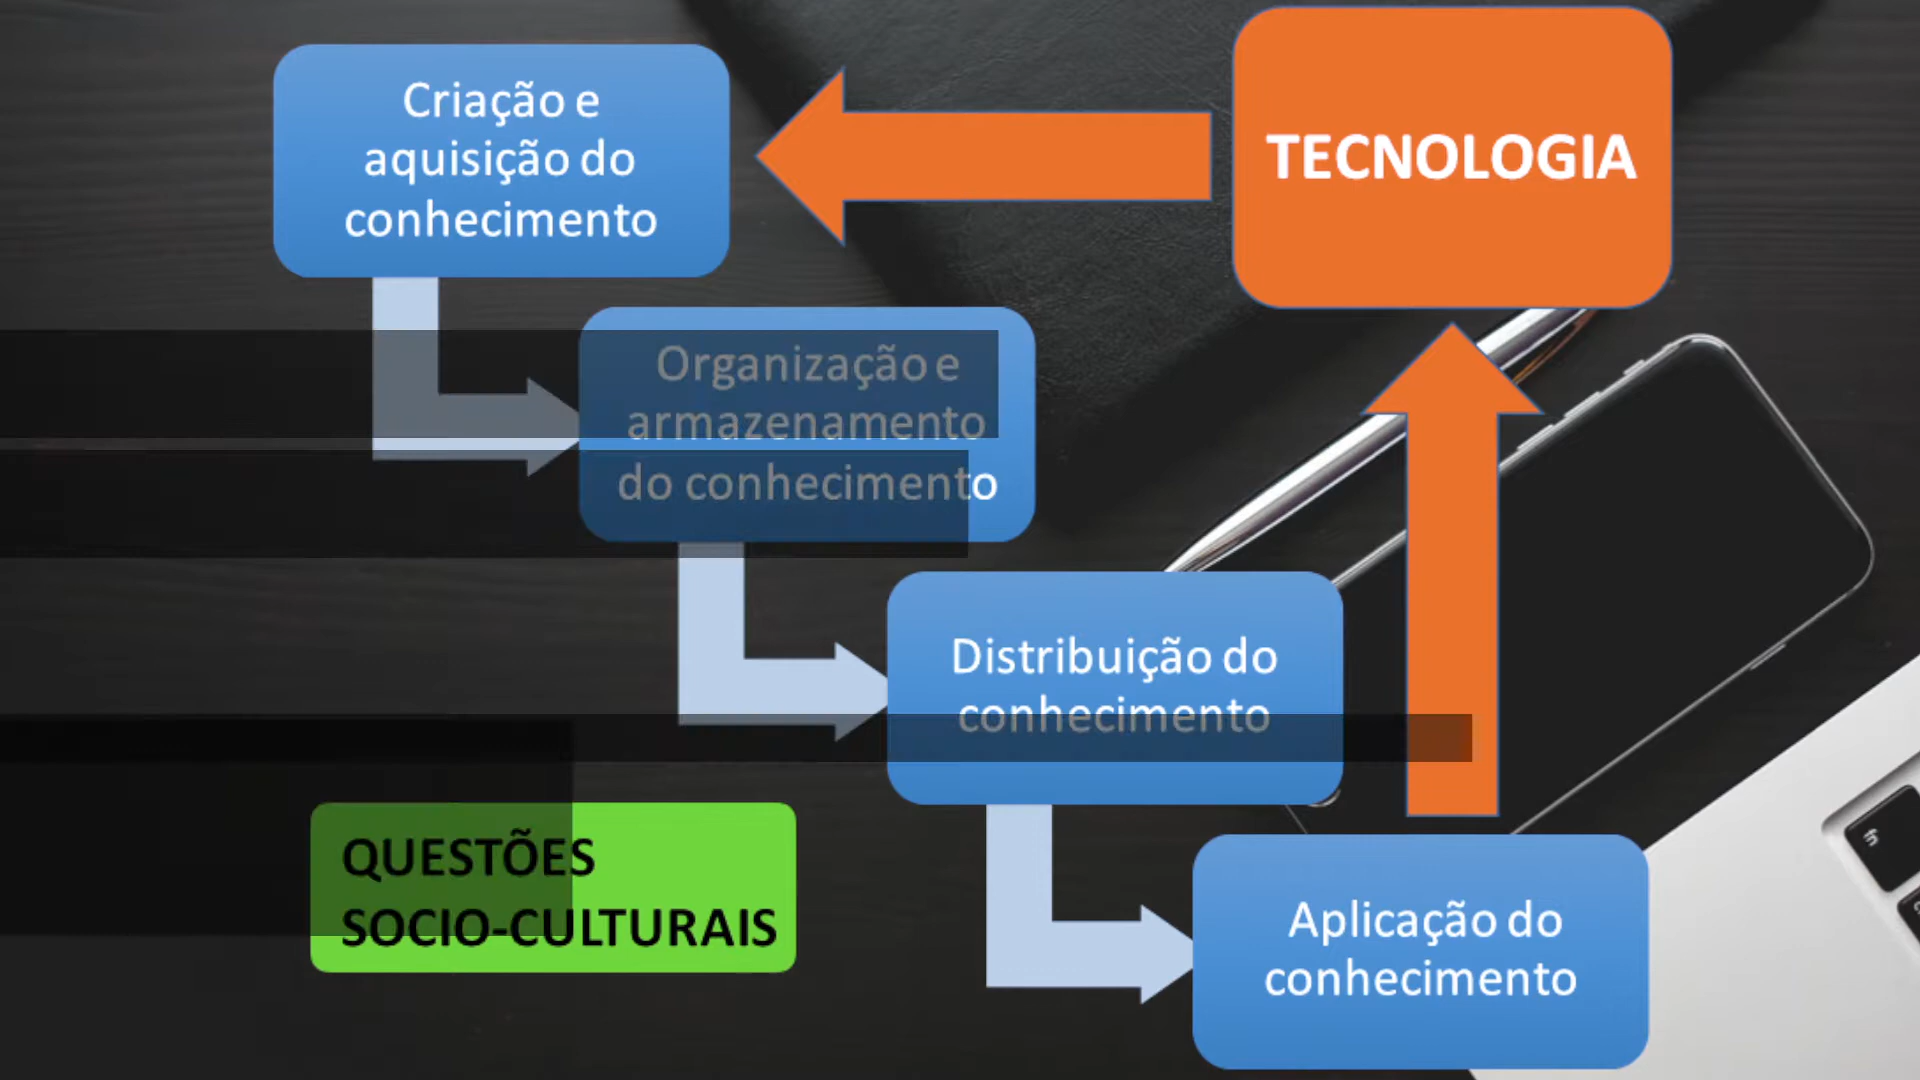 Criação e
aquisição do
conhecimento
TECNOLOGIA
Organização e
armazenamento
do conhecimento
Distribuição do
conhecimento
QUESTÕES
SOCIO-CULTURAIS
Aplicação do
conhecimento